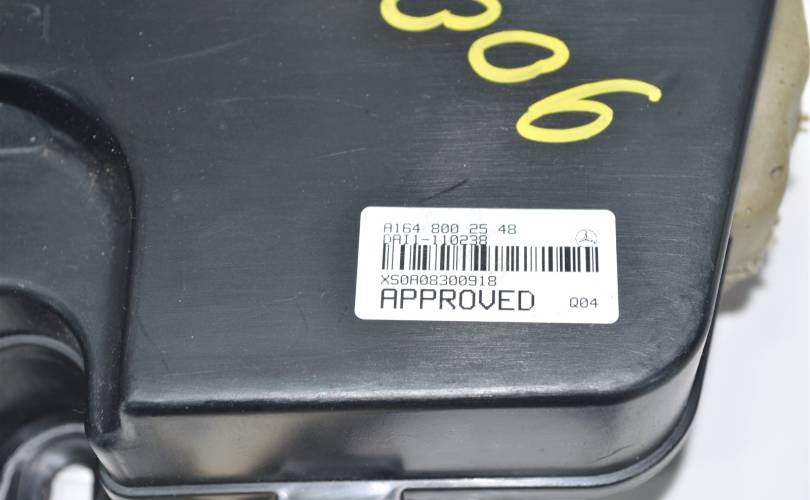 306
A164 800 25 48
DAI1-110238
XS0A08300918
APPROVED
Q04